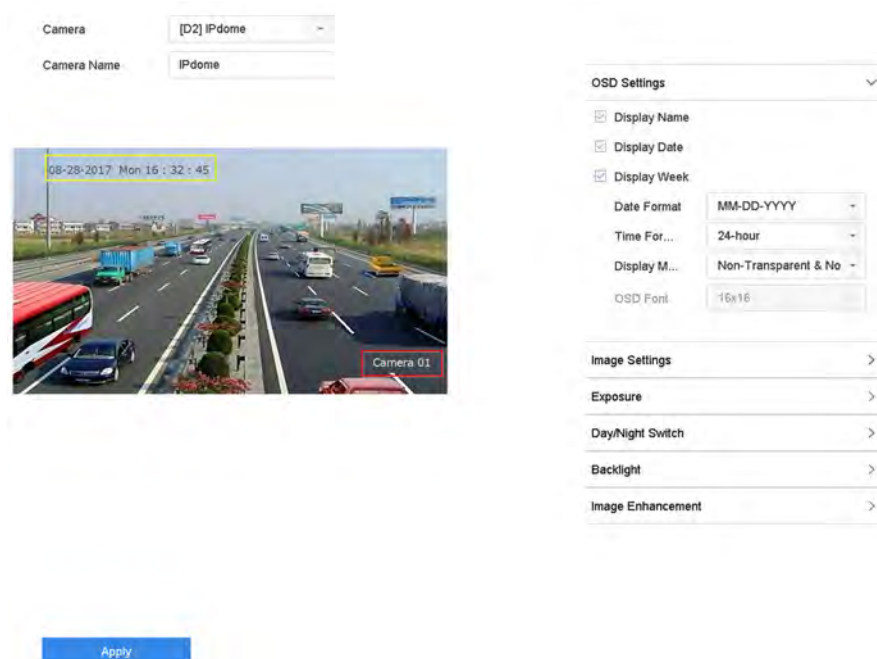 Camera
[D2] IPdome
Camera Name
IPdome
08-28-2017 Mon 16 : 32 : 45
Camera 01
OSD Settings
Display Name
Display Date
Display Week
Date Format
MM-DD-YYYY
Time For...
24-hour
Display M...
Non-Transparent & No
OSD Font
16x16
Image Settings
Exposure
Day/Night Switch
Backlight
Image Enhancement
Apply